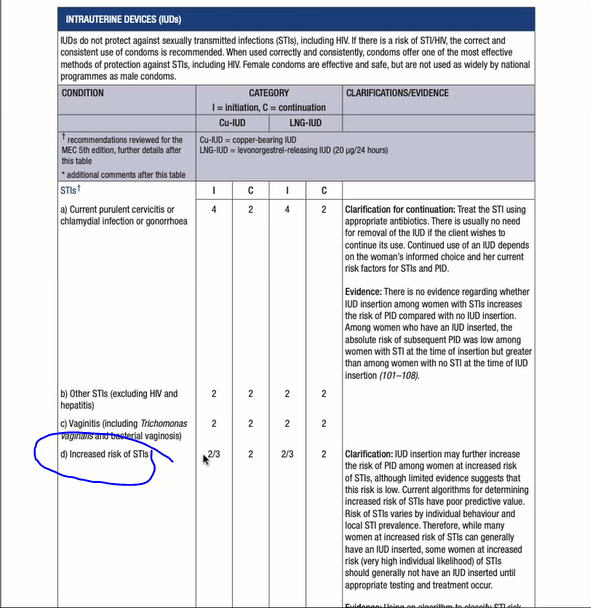 INTRAUTERINE DEVICES (IUDs)
IUDs do not protect against sexually transmitted infections (STIs), including HIV. If there is a risk of STI/HIV, the correct and
consistent use of condoms is recommended. When used correctly and consistently, condoms offer one of the most effective
methods of protection against STIs, including HIV. Female condoms are effective and safe, but are not used as widely by national
programmes as male condoms.
CONDITION
CATEGORY
I = initiation, C = continuation
CLARIFICATIONS/EVIDENCE
Cu-IUD LNG-IUD
† recommendations reviewed for the
MEC 5th edition, further details after
this table
* additional comments after this table
Cu-IUD = copper-bearing IUD
LNG-IUD = levonorgestrel-releasing IUD (20 µg/24 hours)
STIs† I C I C
a) Current purulent cervicitis or
chlamydial infection or gonorrhoea
4 2 4 2
Clarification for continuation: Treat the STI using
appropriate antibiotics. There is usually no need
for removal of the IUD if the client wishes to
continue its use. Continued use of an IUD depends
on the woman's informed choice and her current
risk factors for STIs and PID.
Evidence: There is no evidence regarding whether
IUD insertion among women with STIs increases
the risk of PID compared with no IUD insertion.
Among women who have an IUD inserted, the
absolute risk of subsequent PID was low among
women with STI at the time of insertion but greater
than among women with no STI at the time of IUD
insertion (101–108).
b) Other STIs (excluding HIV and
hepatitis)
2 2 2 2
c) Vaginitis (including Trichomonas
vaginalis and bacterial vaginosis)
2 2 2 2
d) Increased risk of STIs
2/3 2 2/3 2
Clarification: IUD insertion may further increase
the risk of PID among women at increased risk
of STIs, although limited evidence suggests that
this risk is low. Current algorithms for determining
increased risk of STIs have poor predictive value.
Risk of STIs varies by individual behaviour and
local STI prevalence. Therefore, while many
women at increased risk of STIs can generally
have an IUD inserted, some women at increased
risk (very high individual likelihood) of STIs
should generally not have an IUD inserted until
appropriate testing and treatment occur.
Evidence: Using an algorithm to classify STI risk